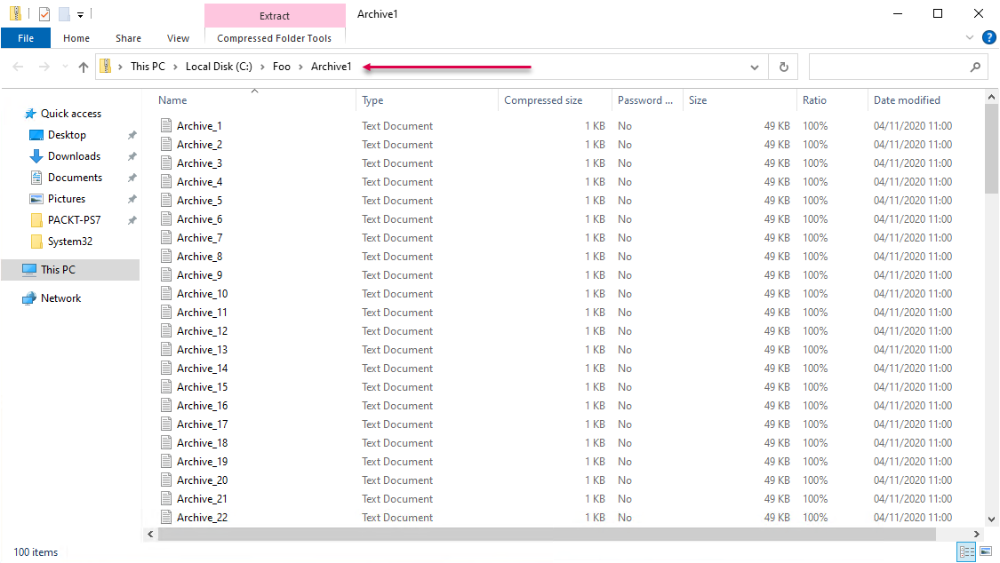 Extract Archive1
File Home Share View Compressed Folder Tools ?
This PC Local Disk (C:) Foo Archive1
Name Type Compressed size Password ... Size Ratio Date modified
Quick access
Desktop
Downloads
Documents
Pictures
PACKT-PS7
System32
This PC
Network
Archive_1 Text Document 1 KB No 49 KB 100% 04/11/2020 11:00
Archive_2 Text Document 1 KB No 49 KB 100% 04/11/2020 11:00
Archive_3 Text Document 1 KB No 49 KB 100% 04/11/2020 11:00
Archive_4 Text Document 1 KB No 49 KB 100% 04/11/2020 11:00
Archive_5 Text Document 1 KB No 49 KB 100% 04/11/2020 11:00
Archive_6 Text Document 1 KB No 49 KB 100% 04/11/2020 11:00
Archive_7 Text Document 1 KB No 49 KB 100% 04/11/2020 11:00
Archive_8 Text Document 1 KB No 49 KB 100% 04/11/2020 11:00
Archive_9 Text Document 1 KB No 49 KB 100% 04/11/2020 11:00
Archive_10 Text Document 1 KB No 49 KB 100% 04/11/2020 11:00
Archive_11 Text Document 1 KB No 49 KB 100% 04/11/2020 11:00
Archive_12 Text Document 1 KB No 49 KB 100% 04/11/2020 11:00
Archive_13 Text Document 1 KB No 49 KB 100% 04/11/2020 11:00
Archive_14 Text Document 1 KB No 49 KB 100% 04/11/2020 11:00
Archive_15 Text Document 1 KB No 49 KB 100% 04/11/2020 11:00
Archive_16 Text Document 1 KB No 49 KB 100% 04/11/2020 11:00
Archive_17 Text Document 1 KB No 49 KB 100% 04/11/2020 11:00
Archive_18 Text Document 1 KB No 49 KB 100% 04/11/2020 11:00
Archive_19 Text Document 1 KB No 49 KB 100% 04/11/2020 11:00
Archive_20 Text Document 1 KB No 49 KB 100% 04/11/2020 11:00
Archive_21 Text Document 1 KB No 49 KB 100% 04/11/2020 11:00
Archive_22 Text Document 1 KB No 49 KB 100% 04/11/2020 11:00
100 items